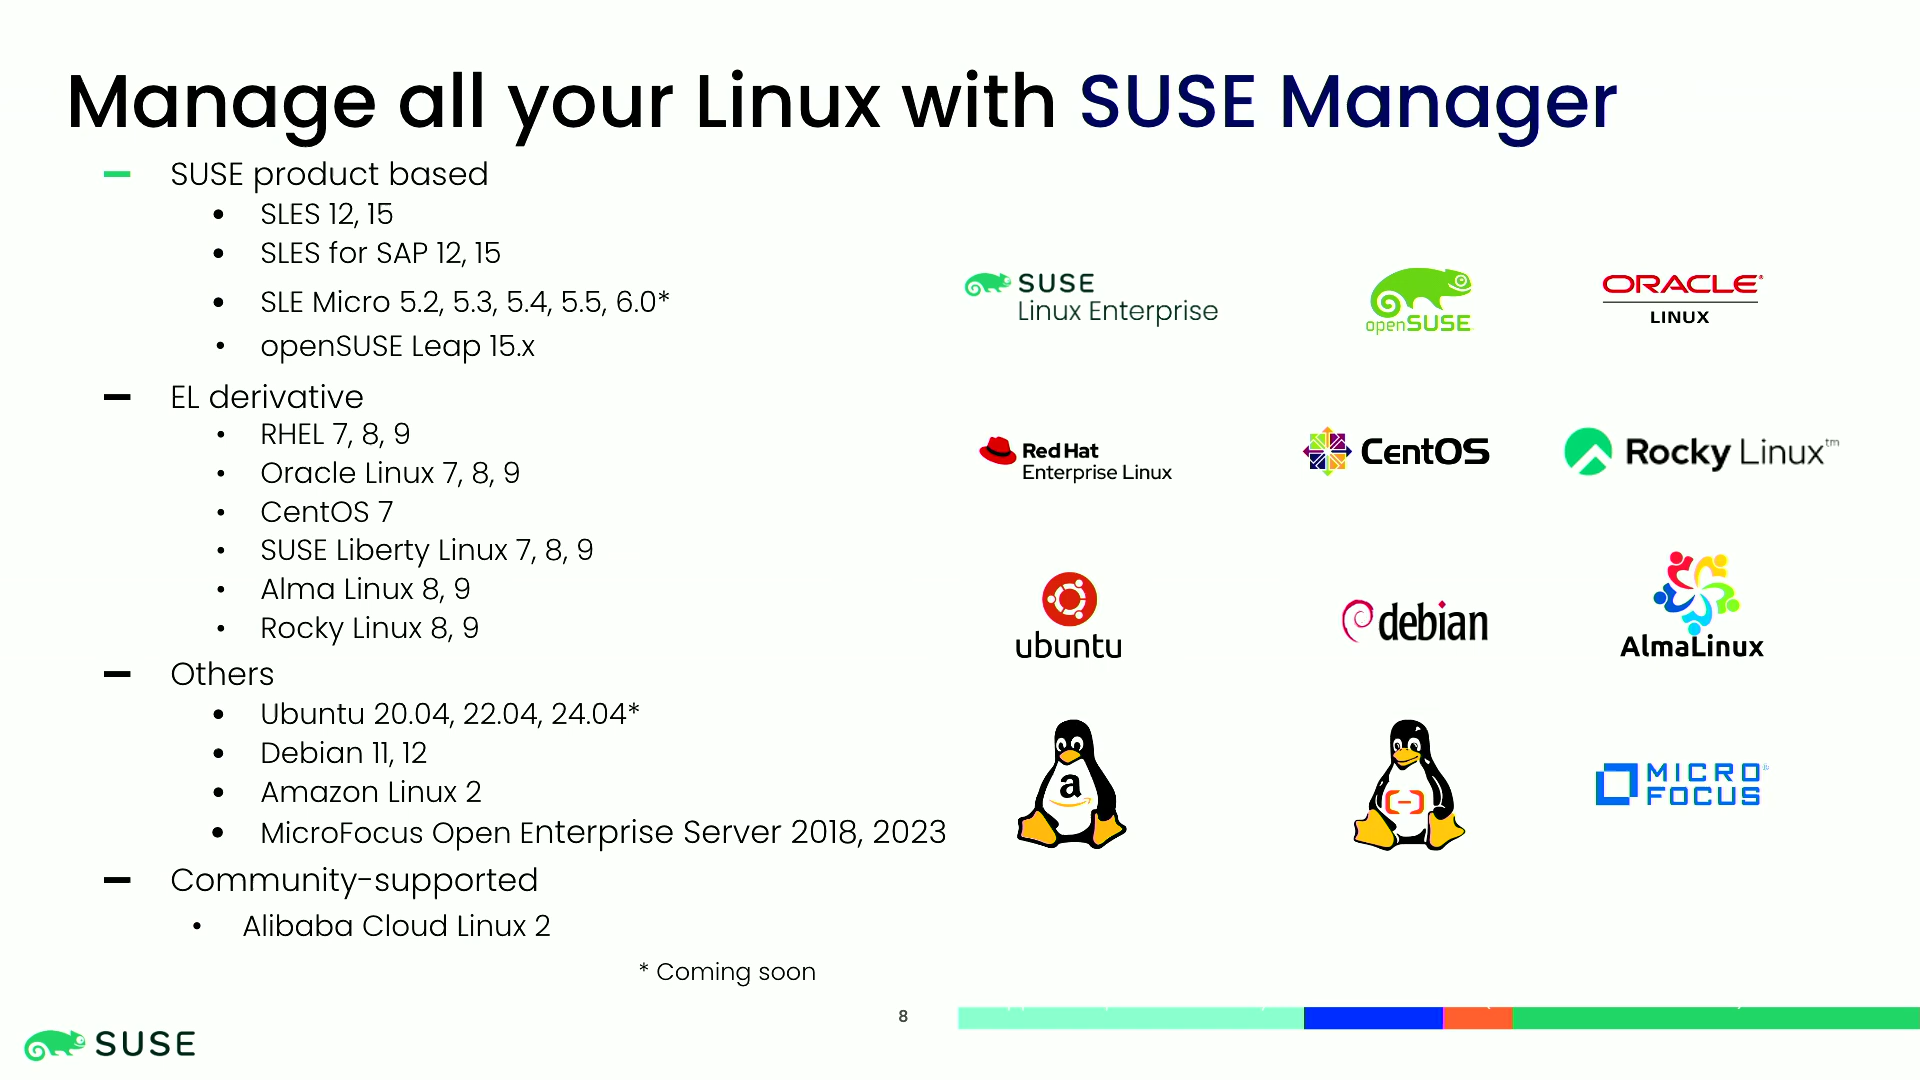 Manage all your Linux with SUSE Manager
SUSE product based
• SLES 12, 15
• SLES for SAP 12, 15
• SLE Micro 5.2, 5.3, 5.4, 5.5, 6.0*
• openSUSE Leap 15.x
EL derivative
• RHEL 7, 8, 9
• Oracle Linux 7, 8, 9
• CentOS 7
• SUSE Liberty Linux 7, 8, 9
• Alma Linux 8, 9
• Rocky Linux 8, 9
Others
• Ubuntu 20.04, 22.04, 24.04*
• Debian 11, 12
• Amazon Linux 2
• MicroFocus Open Enterprise Server 2018, 2023
Community-supported
• Alibaba Cloud Linux 2
* Coming soon
SUSE
Linux Enterprise
openSUSE
ORACLE®
LINUX
Red Hat
Enterprise Linux
CentOS
Rocky Linux™
ubuntu
debian
AlmaLinux
a
(-)
MICRO
FOCUS
8
SUSE